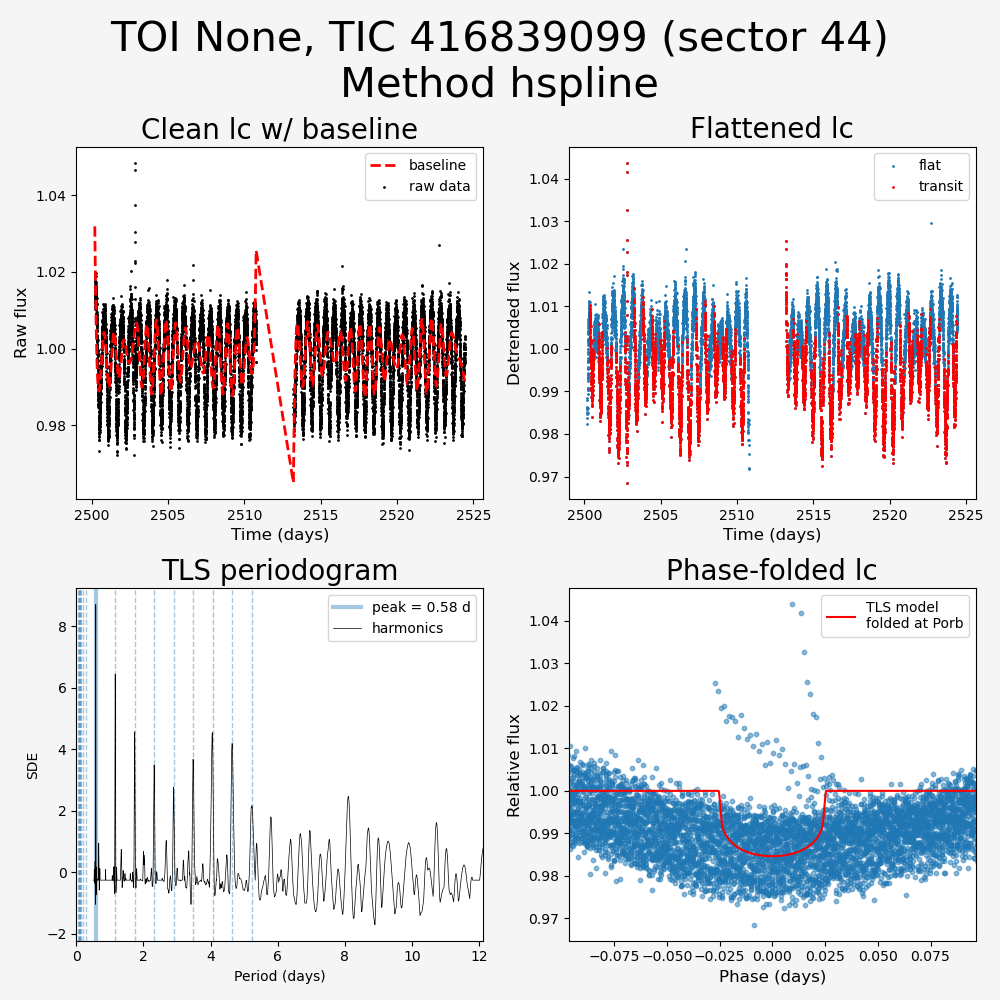 TOI None, TIC 416839099 (sector 44)
Method hspline
Clean lc w/ baseline
Raw flux
1.04
1.02
1.00
0.98
baseline
raw data
2500
2505
2510
2515
2520
2525
Time (days)
Flattened lc
Detrended flux
1.04
1.03
1.02
1.01
1.00
0.99
0.98
0.97
flat
transit
2500
2505
2510
2515
2520
2525
Time (days)
TLS periodogram
SDE
8
6
4
2
0
−2
peak = 0.58 d
harmonics
0
2
4
6
8
10
12
Period (days)
Phase-folded lc
Relative flux
1.04
1.03
1.02
1.01
1.00
0.99
0.98
0.97
TLS model
folded at Porb
−0.075
−0.050
−0.025
0.000
0.025
0.050
0.075
Phase (days)